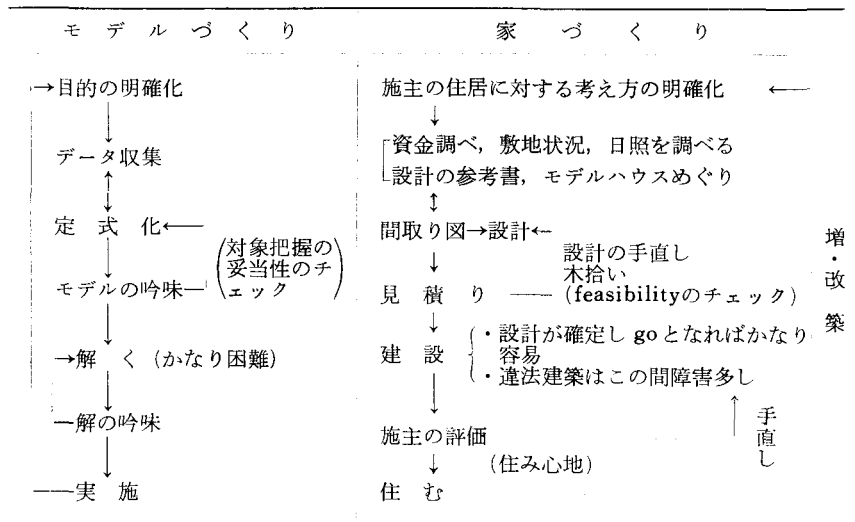 モデルづくり
家づくり
→目的の明確化
データ収集
定式化←
(対象把握の
妥当性のチ
ェック)
モデルの吟味
→解く(かなり困難)
解の吟味
実施
施主の住居に対する考え方の明確化 ←
資金調べ，敷地状況，日照を調べる
設計の参考書，モデルハウスめぐり
間取り図→設計←
設計の手直し
木拾い
見積り
(feasibilityのチェック)
建設
・設計が確定し go となればかなり
容易
・違法建築はこの間障害多し
施主の評価
(住み心地)
住む
手直し
増・改築